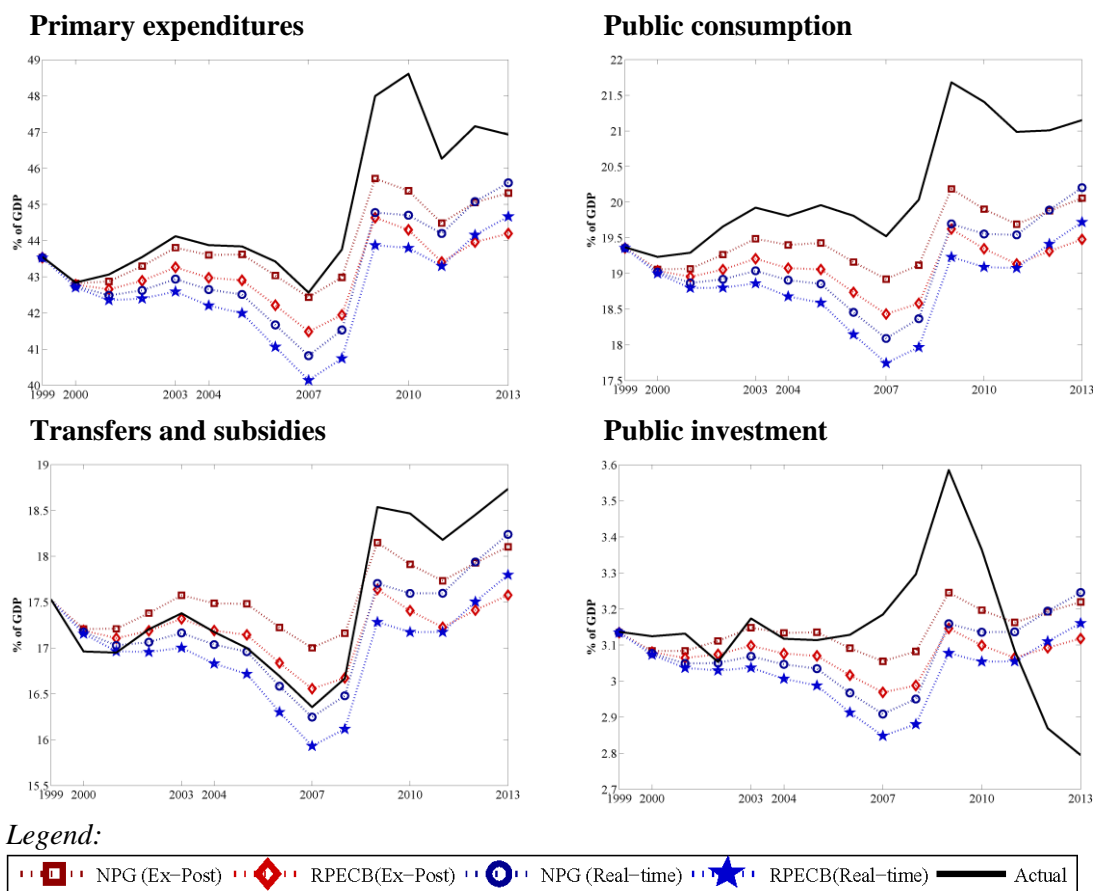 Primary expenditures
% of GDP
49
48
47
46
45
44
43
42
41
40
1999 2000 2003 2004 2007 2010 2013
Public consumption
% of GDP
22
21.5
21
20.5
20
19.5
19
18.5
18
17.5
1999 2000 2003 2004 2007 2010 2013
Transfers and subsidies
% of GDP
19
18.5
18
17.5
17
16.5
16
15.5
1999 2000 2003 2004 2007 2010 2013
Public investment
% of GDP
3.6
3.5
3.4
3.3
3.2
3.1
3
2.9
2.8
2.7
1999 2000 2003 2004 2007 2010 2013
Legend:
NPG (Ex-Post) RPECB(Ex-Post) NPG (Real-time) RPECB(Real-time) Actual